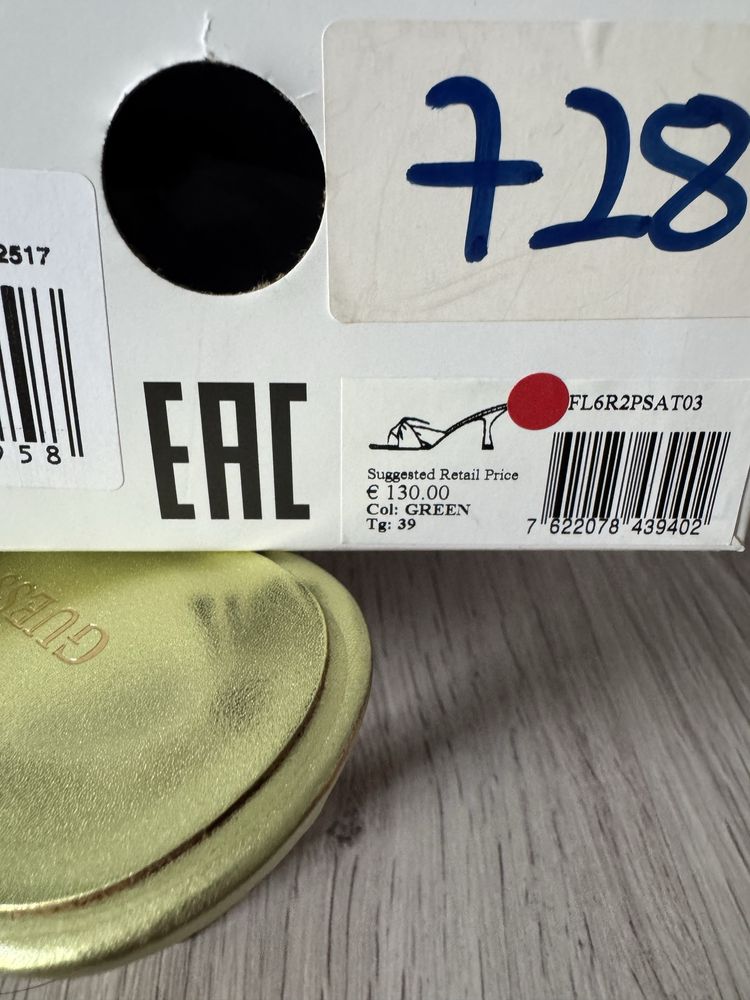 728
2517
958
EAC
FL6R2PSAT03
Suggested Retail Price
€ 130.00
Col: GREEN
Tg: 39
7 622078 439402
GUESS